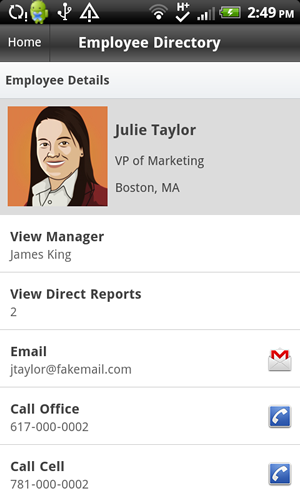 H+
2:49 PM
Home
Employee Directory
Employee Details
Julie Taylor
VP of Marketing
Boston, MA
View Manager
James King
View Direct Reports
2
Email
jtaylor@fakemail.com
Call Office
617-000-0002
Call Cell
781-000-0002